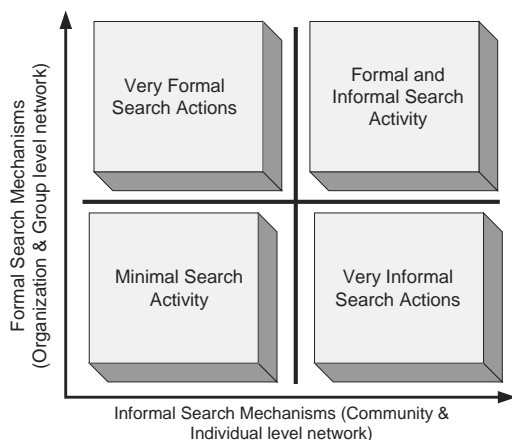 Formal Search Mechanisms
(Organization & Group level network)
Very Formal
Search Actions
Formal and
Informal Search
Activity
Minimal Search
Activity
Very Informal
Search Actions
Informal Search Mechanisms (Community &
Individual level network)